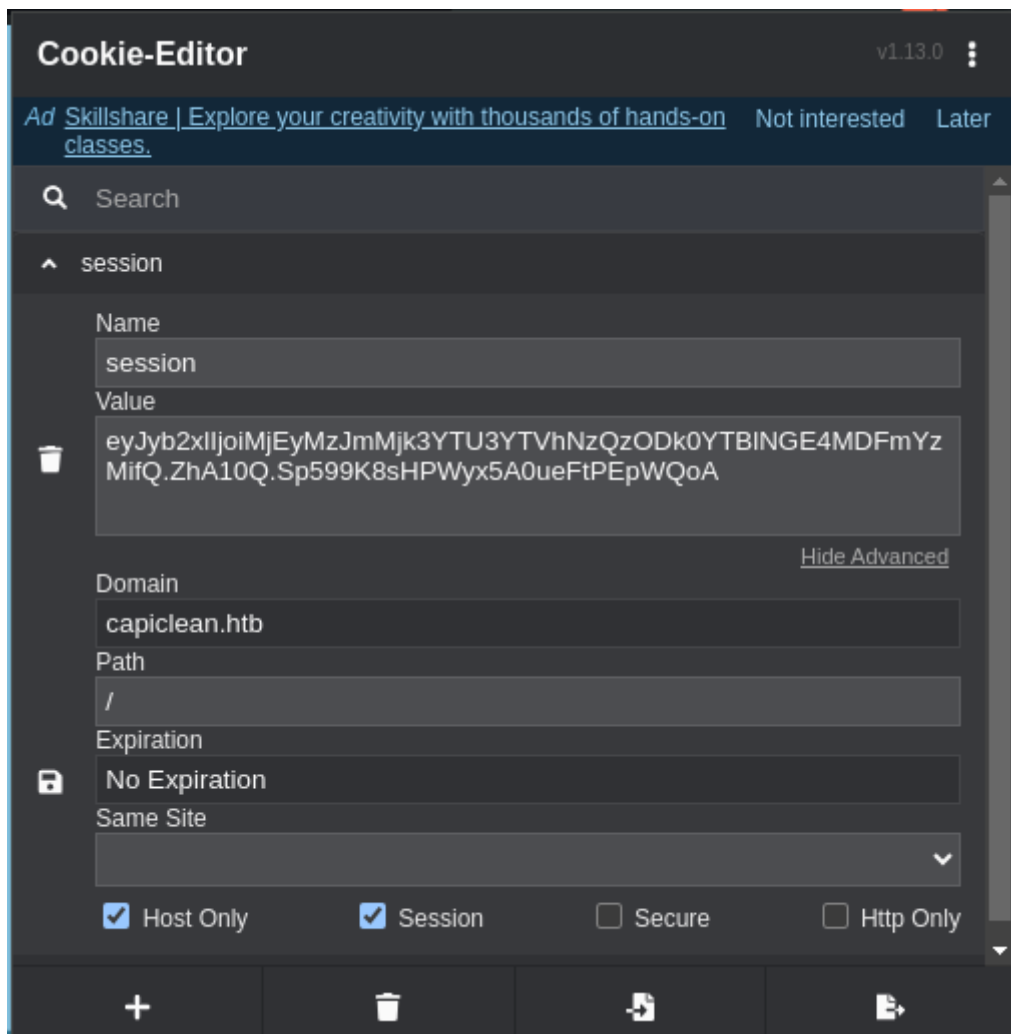 Cookie-Editor
v1.13.0
Ad Skillshare | Explore your creativity with thousands of hands-on
classes.
Not interested
Later
Search
session
Name
session
Value
eyJyb2xlIjoiMjEyMzJmMjk3YTU3YTVhNzQzODk0YTBlNGE4MDFmYz
MifQ.ZhA10Q.Sp599K8sHPWyx5A0ueFtPEpWQoA
Hide Advanced
Domain
capiclean.htb
Path
/
Expiration
No Expiration
Same Site
Host Only
Session
Secure
Http Only